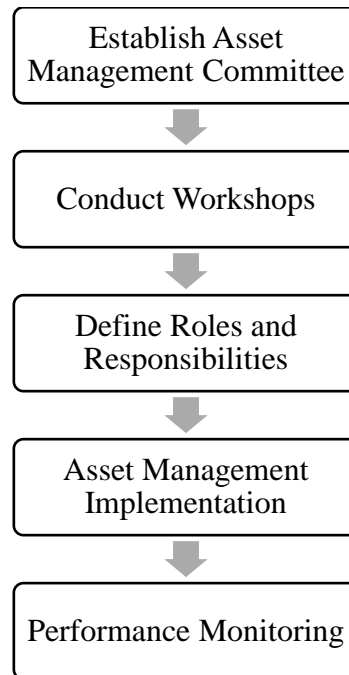 Establish Asset
Management Committee
Conduct Workshops
Define Roles and
Responsibilities
Asset Management
Implementation
Performance Monitoring